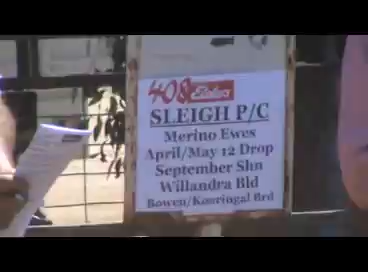 408 Elders
SLEIGH P/C
Merino Ewes
April/May 12 Drop
September Shn
Willandra Bld
Bowen/Kooringal Brd